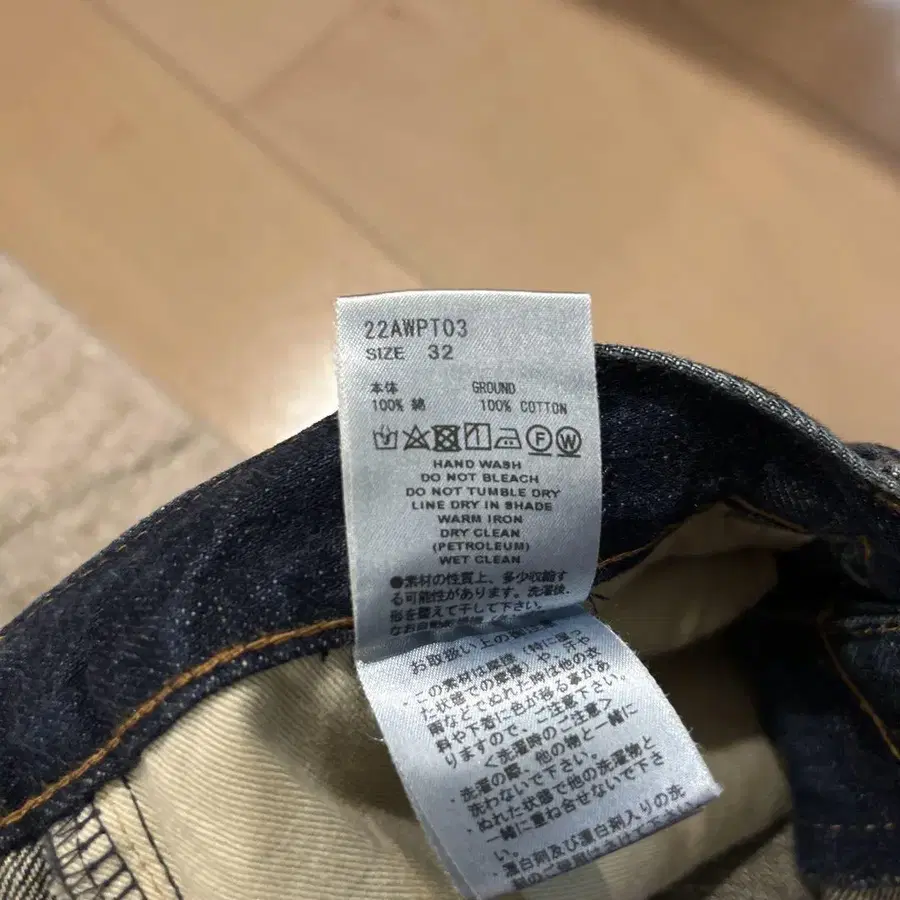 22AWPT03
SIZE 32
本体 GROUND
100% 綿 100% COTTON
F W
HAND WASH
DO NOT BLEACH
DO NOT TUMBLE DRY
LINE DRY IN SHADE
WARM IRON
DRY CLEAN
(PETROLEUM)
WET CLEAN
●素材の性質上、多少収縮す
る可能性があります。洗濯後、
形を整えて干して下さい。
なお自動
お取扱い上の
・この素材は摩擦（特に湿っ
た状態での摩擦）や、汗や
雨などでぬれた時は他の衣
料や下着に色が移る事があ
りますので、ご注意下さい。
＜洗濯時のご注意＞
・洗濯の際、他の物と一緒に
洗わないで下さい。
・ぬれた状態で他の洗濯物と
一緒に重ね合せないで下さ
・漂白剤及び漂白剤入りの洗